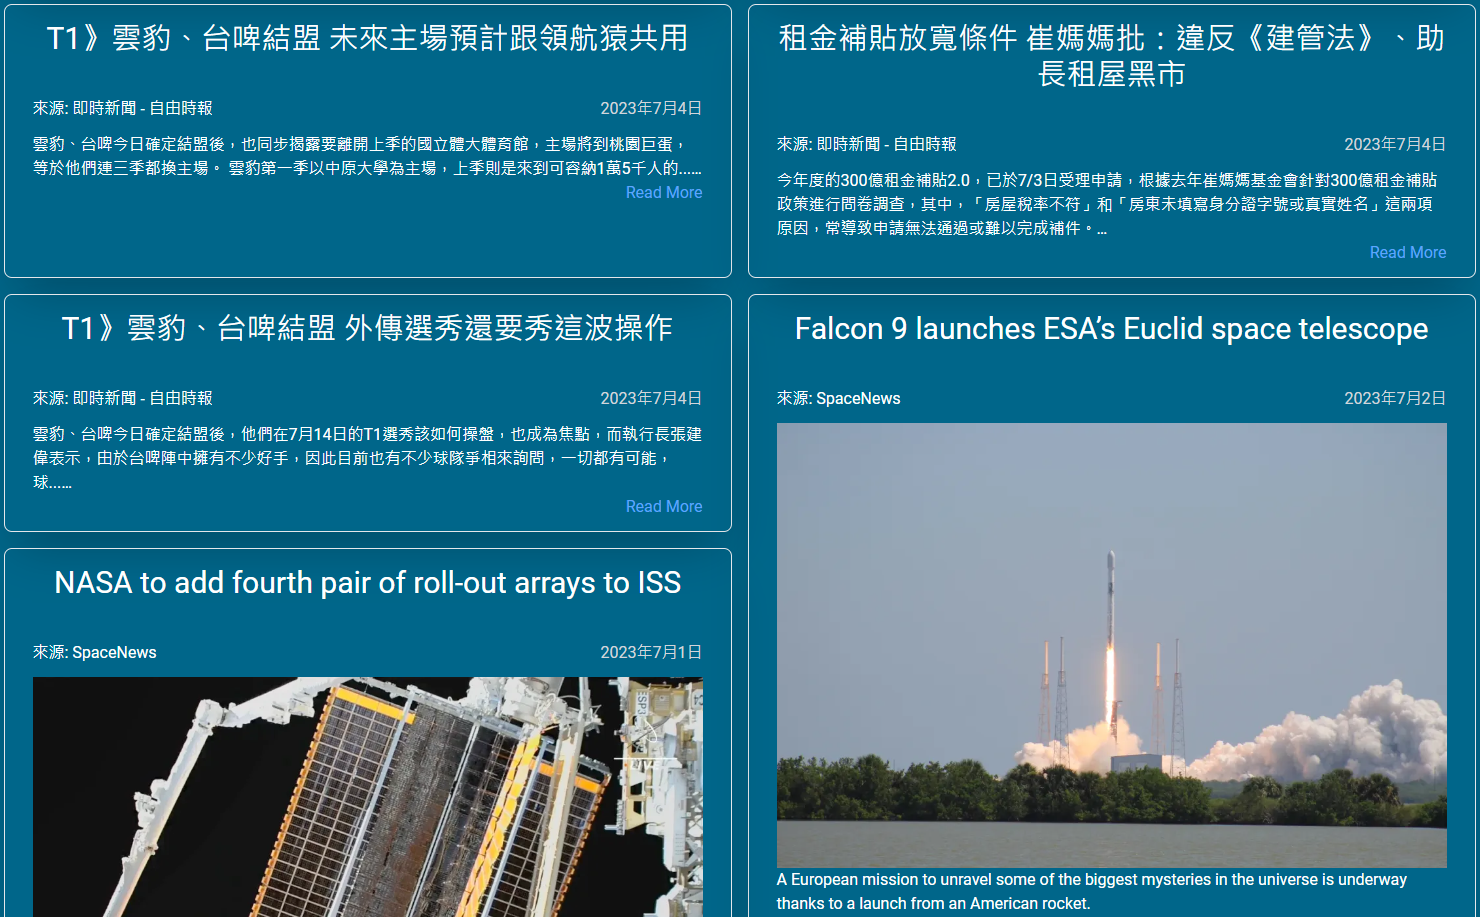 T1》雲豹、台啤結盟 未來主場預計跟領航猿共用
來源: 即時新聞 - 自由時報
2023年7月4日
雲豹、台啤今日確定結盟後，也同步揭露要離開上季的國立體大體育館，主場將到桃園巨蛋，
等於他們連三季都換主場。 雲豹第一季以中原大學為主場，上季則是來到可容納1萬5千人的......
Read More
租金補貼放寬條件 崔媽媽批：違反《建管法》、助
長租屋黑市
來源: 即時新聞 - 自由時報
2023年7月4日
今年度的300億租金補貼2.0，已於7/3日受理申請，根據去年崔媽媽基金會針對300億租金補貼
政策進行問卷調查，其中，「房屋稅率不符」和「房東未填寫身分證字號或真實姓名」這兩項
原因，常導致申請無法通過或難以完成補件。...
Read More
T1》雲豹、台啤結盟 外傳選秀還要秀這波操作
來源: 即時新聞 - 自由時報
2023年7月4日
雲豹、台啤今日確定結盟後，他們在7月14日的T1選秀該如何操盤，也成為焦點，而執行長張建
偉表示，由於台啤陣中擁有不少好手，因此目前也有不少球隊爭相來詢問，一切都有可能，
球......
Read More
Falcon 9 launches ESA’s Euclid space telescope
來源: SpaceNews
2023年7月2日
A European mission to unravel some of the biggest mysteries in the universe is underway
thanks to a launch from an American rocket.
NASA to add fourth pair of roll-out arrays to ISS
來源: SpaceNews
2023年7月1日
ESP3